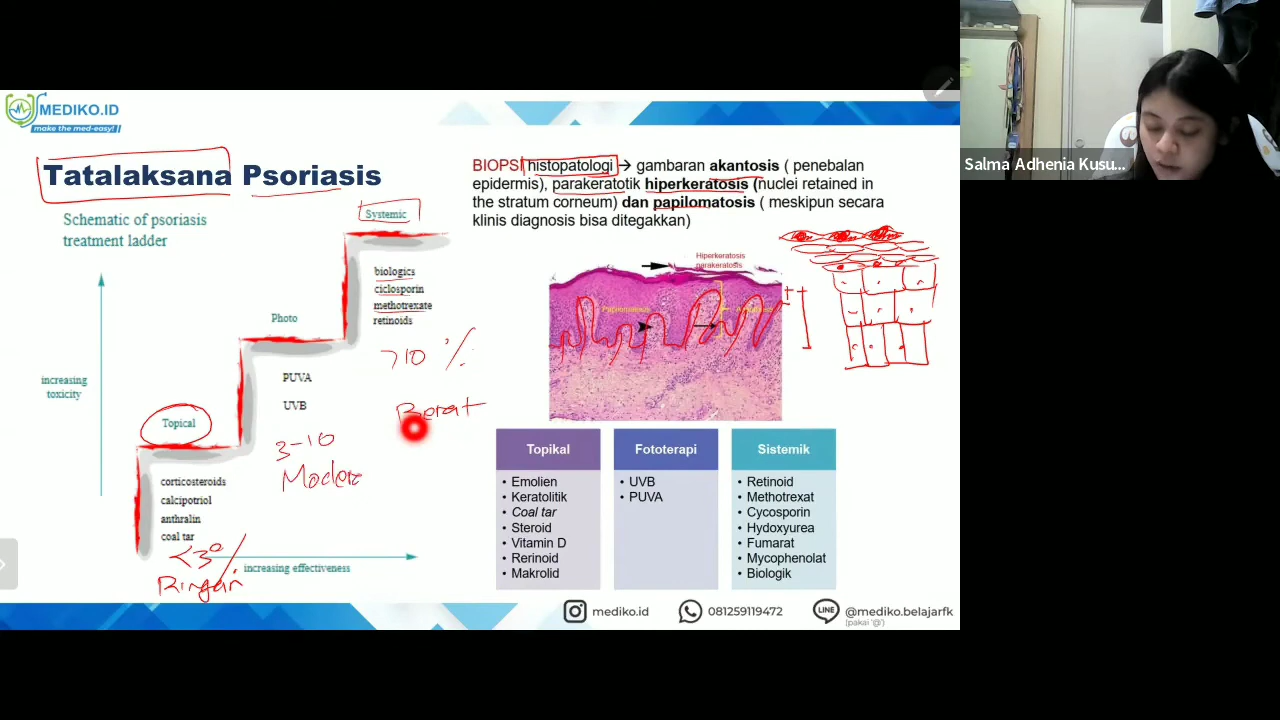 MEDIKO.ID
make the med-easy!
Tatalaksana Psoriasis
Schematic of psoriasis
treatment ladder
Systemic
biologics
ciclosporin
methotrexate
retinoids
>10 %
Berat
Photo
PUVA
UVB
3-10
Moderat
increasing
toxicity
Topical
corticosteroids
calcipotriol
anthralin
coal tar
<3%
Ringan
increasing effectiveness
BIOPSI histopatologi → gambaran akantosis ( penebalan
epidermis), parakeratotik hiperkeratosis (nuclei retained in
the stratum corneum) dan papilomatosis ( meskipun secara
klinis diagnosis bisa ditegakkan)
Hiperkeratosis
parakeratosis
Topikal
• Emolien
• Keratolitik
• Coal tar
• Steroid
• Vitamin D
• Rerinoid
• Makrolid
Fototerapi
• UVB
• PUVA
Sistemik
• Retinoid
• Methotrexat
• Cycosporin
• Hydoxyurea
• Fumarat
• Mycophenolat
• Biologik
mediko.id
081259119472
LINE
@mediko.belajarfk
(pakai '@')
Salma Adhenia Kusu...